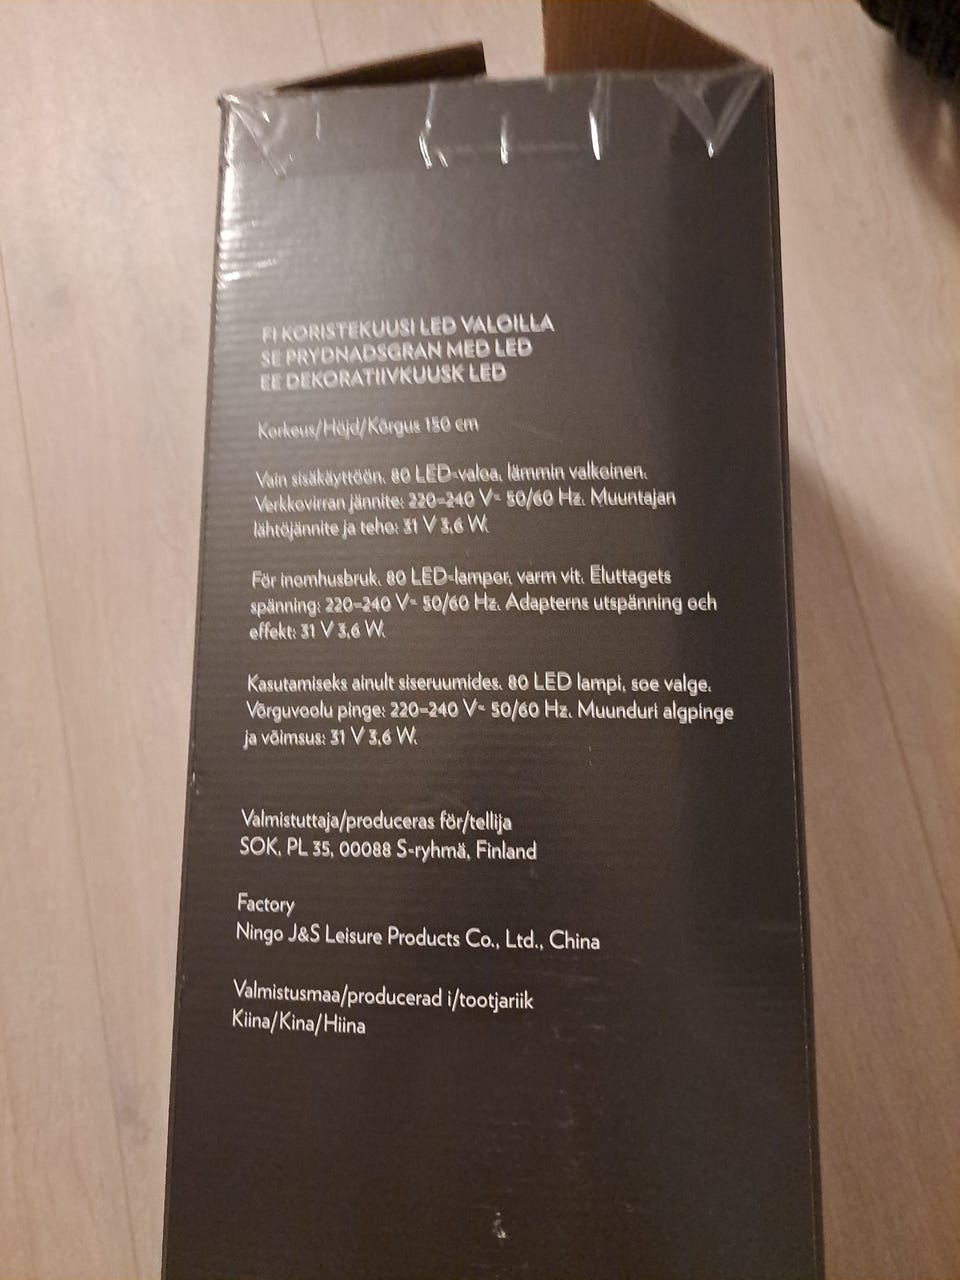 FI KORISTEKUUSI LED VALOILLA
SE PRYDNADSGRAN MED LED
EE DEKORATIIVKUUSK LED
Korkeus/Höjd/Kõrgus 150 cm
Vain sisäkäyttöön. 80 LED-valoa, lämmin valkoinen.
Verkkovirran jännite: 220–240 V~ 50/60 Hz. Muuntajan
lähtöjännite ja teho: 31 V 3,6 W.
För inomhusbruk. 80 LED-lampor, varm vit. Eluttagets
spänning: 220–240 V~ 50/60 Hz. Adapterns utspänning och
effekt: 31 V 3,6 W.
Kasutamiseks ainult siseruumides. 80 LED lampi, soe valge.
Võrguvoolu pinge: 220–240 V~ 50/60 Hz. Muunduri algpinge
ja võimsus: 31 V 3,6 W.
Valmistuttaja/produceras för/tellija
SOK, PL 35, 00088 S-ryhmä, Finland
Factory
Ningo J&S Leisure Products Co., Ltd., China
Valmistusmaa/producerad i/tootjariik
Kiina/Kina/Hiina